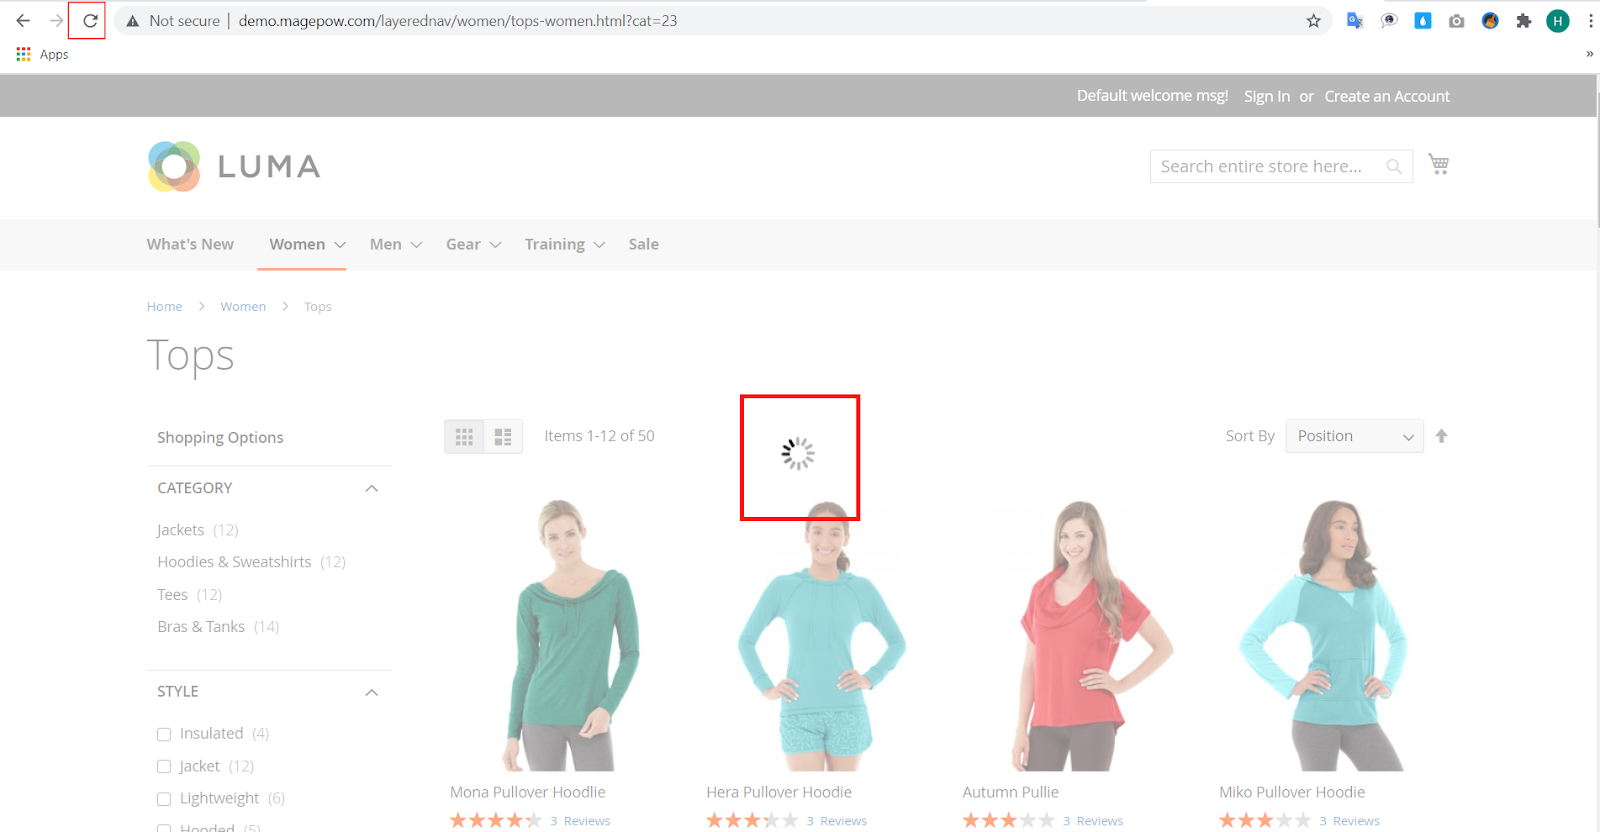 Not secure | demo.magepow.com/layerednav/women/tops-women.html?cat=23
H
Apps
»
Default welcome msg! Sign In or Create an Account
LUMA
Search entire store here...
What's New Women Men Gear Training Sale
Home > Women > Tops
Tops
Shopping Options
Items 1-12 of 50
Sort By Position
CATEGORY
Jackets (12)
Hoodies & Sweatshirts (12)
Tees (12)
Bras & Tanks (14)
STYLE
Insulated (4)
Jacket (12)
Lightweight (6)
Hooded (5)
Mona Pullover Hoodlie Hera Pullover Hoodie Autumn Pullie Miko Pullover Hoodie
3 Reviews 3 Reviews 3 Reviews 3 Reviews